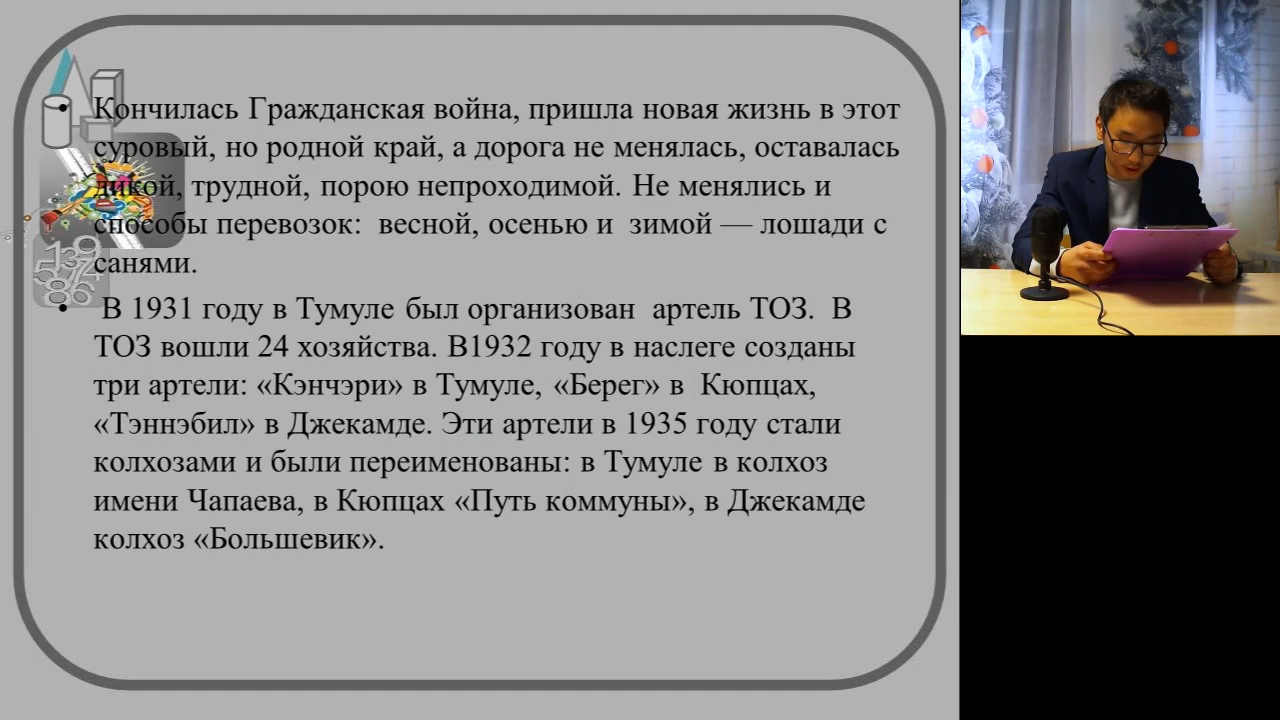 • Кончилась Гражданская война, пришла новая жизнь в этот
суровый, но родной край, а дорога не менялась, оставалась
дикой, трудной, порою непроходимой. Не менялись и
способы перевозок:  весной, осенью и  зимой — лошади с
санями.
•  В 1931 году в Тумуле был организован  артель ТОЗ.  В
ТОЗ вошли 24 хозяйства. В1932 году в наслеге созданы
три артели: «Кэнчэри» в Тумуле, «Берег» в  Кюпцах,
«Тэннэбил» в Джекамде. Эти артели в 1935 году стали
колхозами и были переименованы: в Тумуле в колхоз
имени Чапаева, в Кюпцах «Путь коммуны», в Джекамде
колхоз «Большевик».